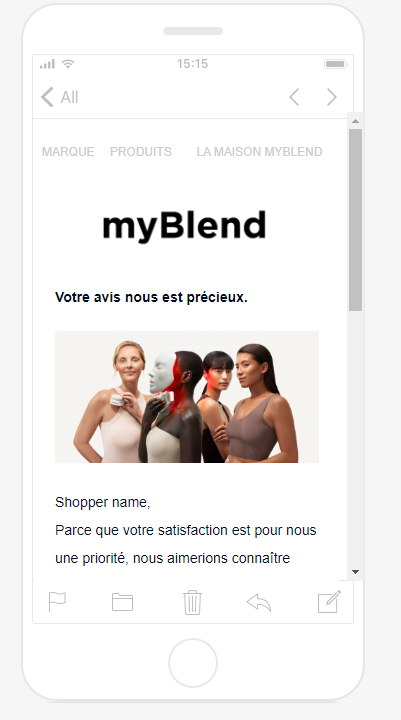 15:15
All
MARQUE PRODUITS LA MAISON MYBLEND
myBlend
Votre avis nous est précieux.
Shopper name,
Parce que votre satisfaction est pour nous
une priorité, nous aimerions connaître